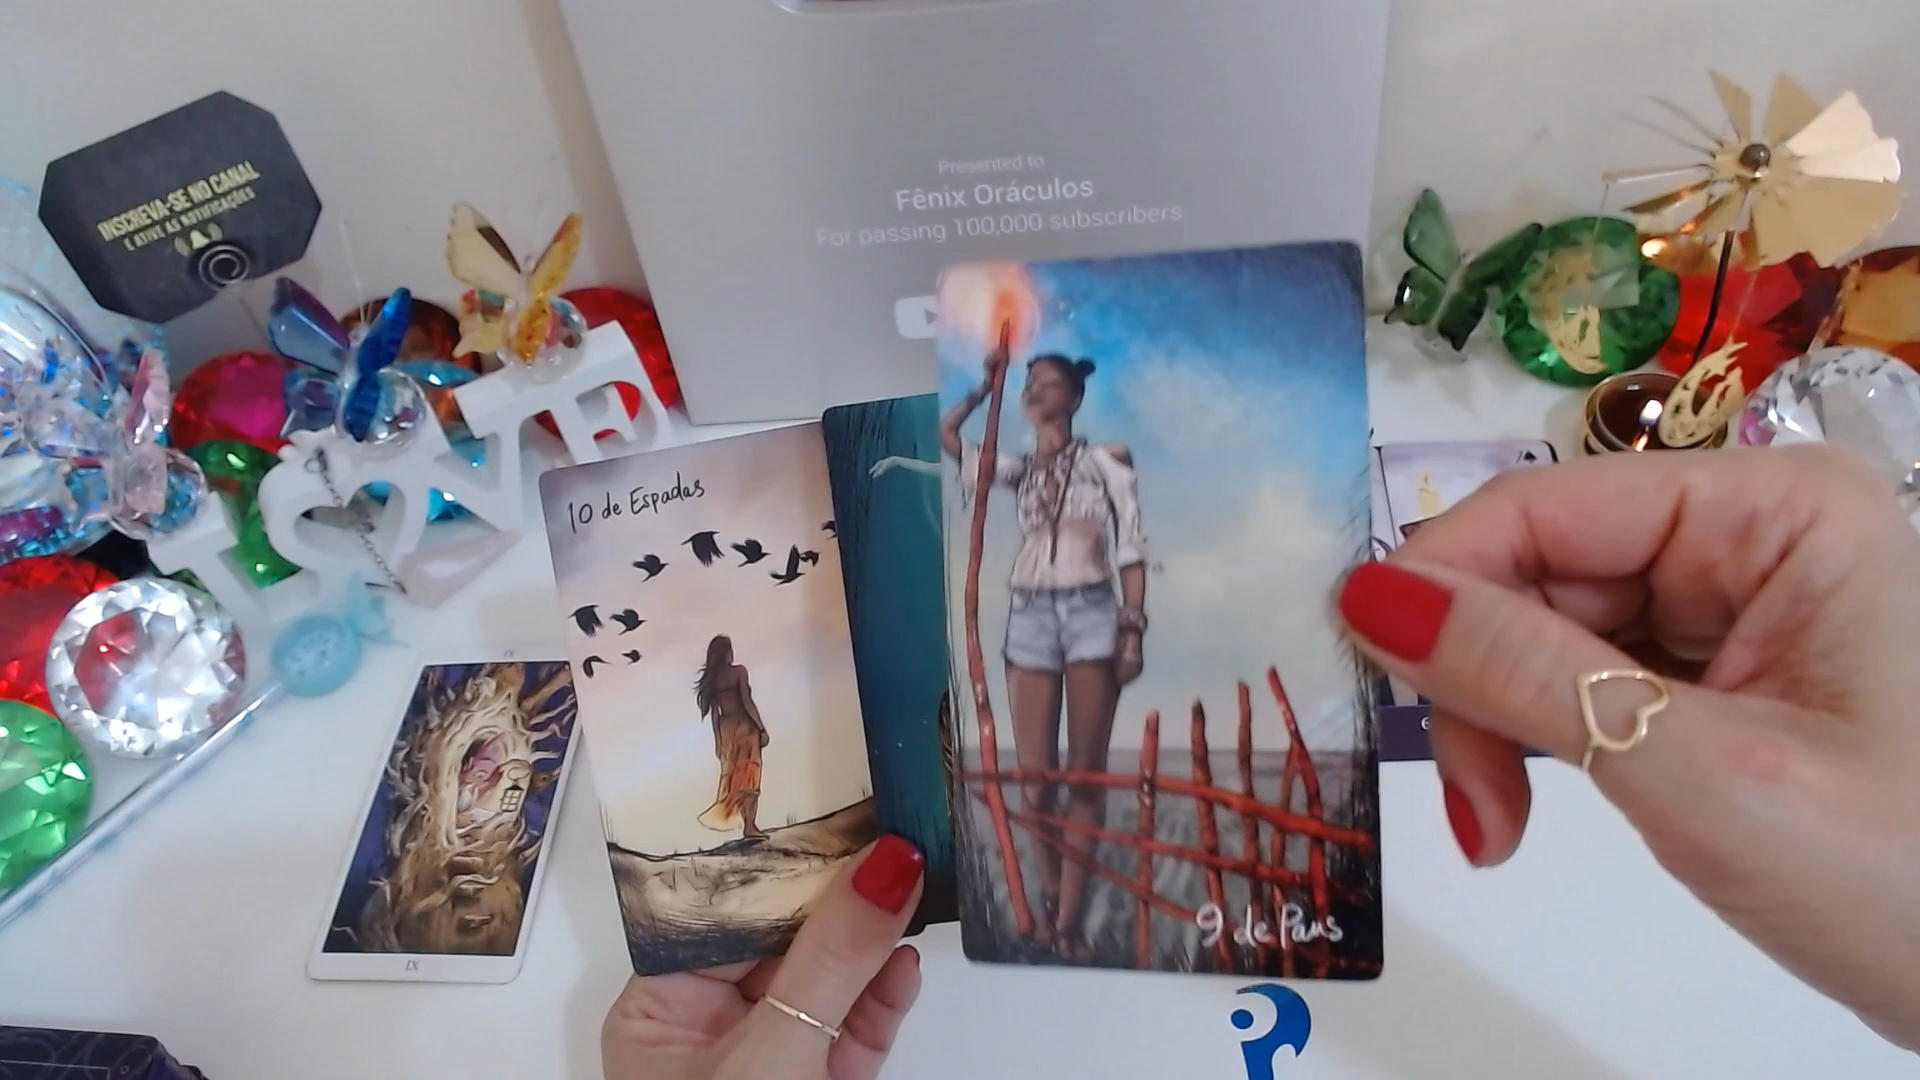 INSCREVA-SE NO CANAL
E ATIVE AS NOTIFICAÇÕES
Presented to
Fênix Oráculos
For passing 100,000 subscribers
10 de Espadas
9 de Paus
LOVE
IX
IX